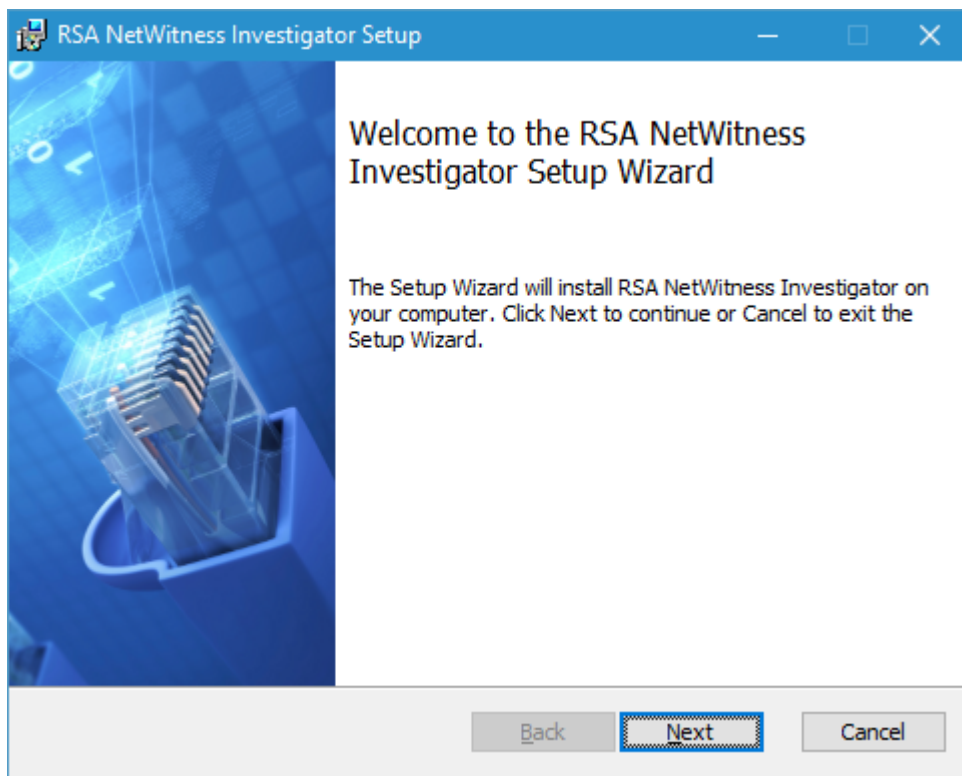 RSA NetWitness Investigator Setup
Welcome to the RSA NetWitness
Investigator Setup Wizard
The Setup Wizard will install RSA NetWitness Investigator on
your computer. Click Next to continue or Cancel to exit the
Setup Wizard.
Back Next Cancel